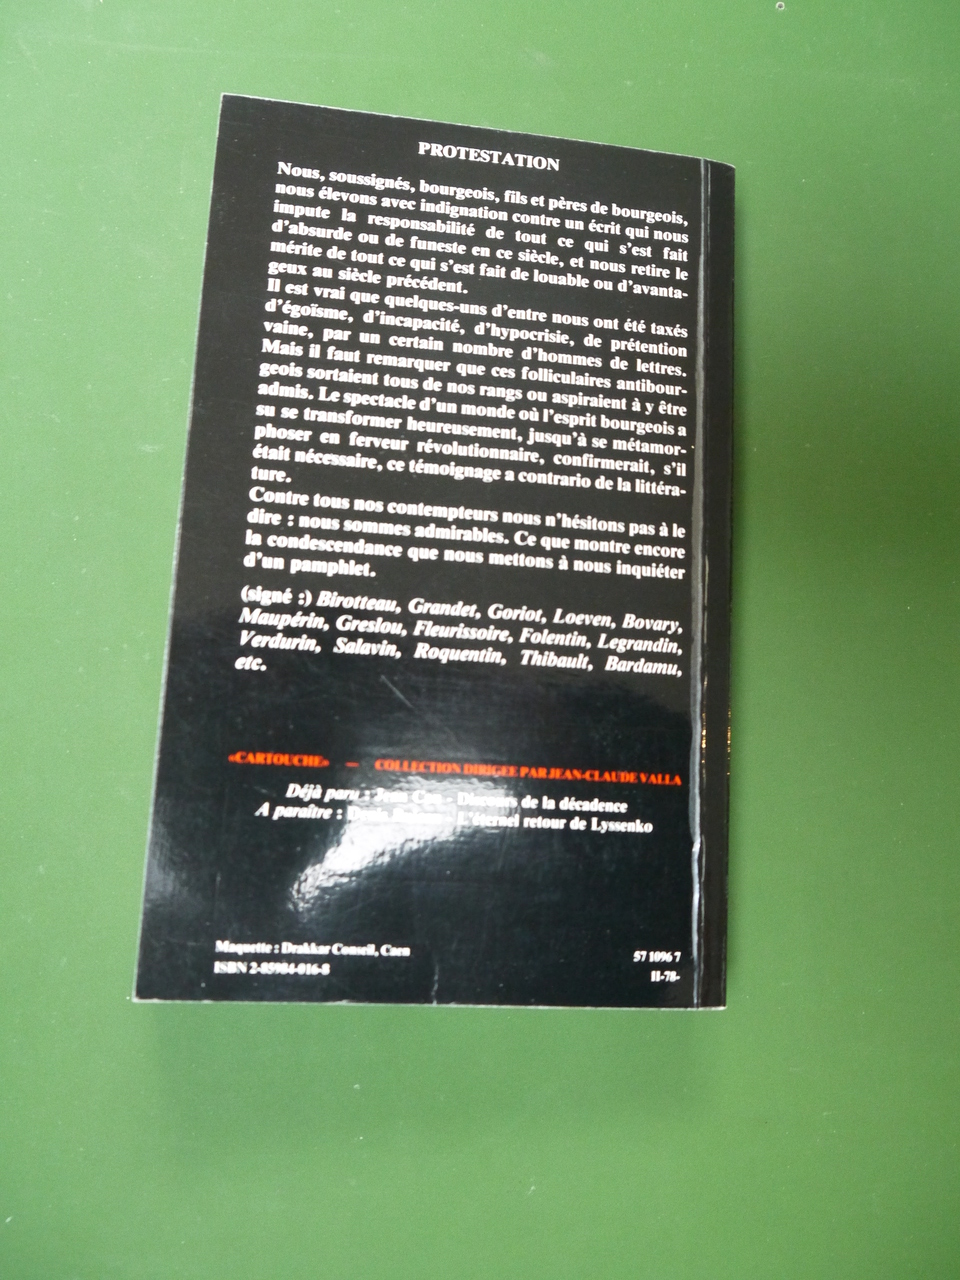 PROTESTATION
Nous, soussignés, bourgeois, fils et pères de bourgeois,
nous élevons avec indignation contre un écrit qui nous
impute la responsabilité de tout ce qui s'est fait
d'absurde ou de funeste en ce siècle, et nous retire le
mérite de tout ce qui s'est fait de louable ou d'avanta-
geux au siècle précédent.
Il est vrai que quelques-uns d'entre nous ont été taxés
d'égoïsme, d'incapacité, d'hypocrisie, de prétention
vaine, par un certain nombre d'hommes de lettres.
Mais il faut remarquer que ces folliculaires antibour-
geois sortaient tous de nos rangs ou aspiraient à y être
admis. Le spectacle d'un monde où l'esprit bourgeois a
su se transformer heureusement, jusqu'à se métamor-
phoser en ferveur révolutionnaire, confirmerait, s'il
était nécessaire, ce témoignage a contrario de la littéra-
ture.
Contre tous nos contempteurs nous n'hésitons pas à le
dire : nous sommes admirables. Ce que montre encore
la condescendance que nous mettons à nous inquiéter
d'un pamphlet.
(signé :) Birotteau, Grandet, Goriot, Loeven, Bovary,
Maupérin, Greslou, Fleurissoire, Folentin, Legrandin,
Verdurin, Salavin, Roquentin, Thibault, Bardamu,
etc.
«CARTOUCHE» — COLLECTION DIRIGEE PAR JEAN-CLAUDE VALLA
Déjà paru : Jean Cau - Discours de la décadence
A paraître : Denis - L'éternel retour de Lyssenko
Maquette : Drakkar Conseil, Caen
ISBN 2-85984-016-8
57 1096 7
11-78-